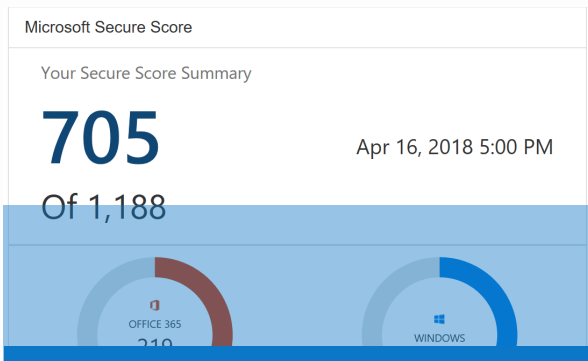 Microsoft Secure Score
Your Secure Score Summary
705
Apr 16, 2018 5:00 PM
Of 1,188
OFFICE 365
WINDOWS